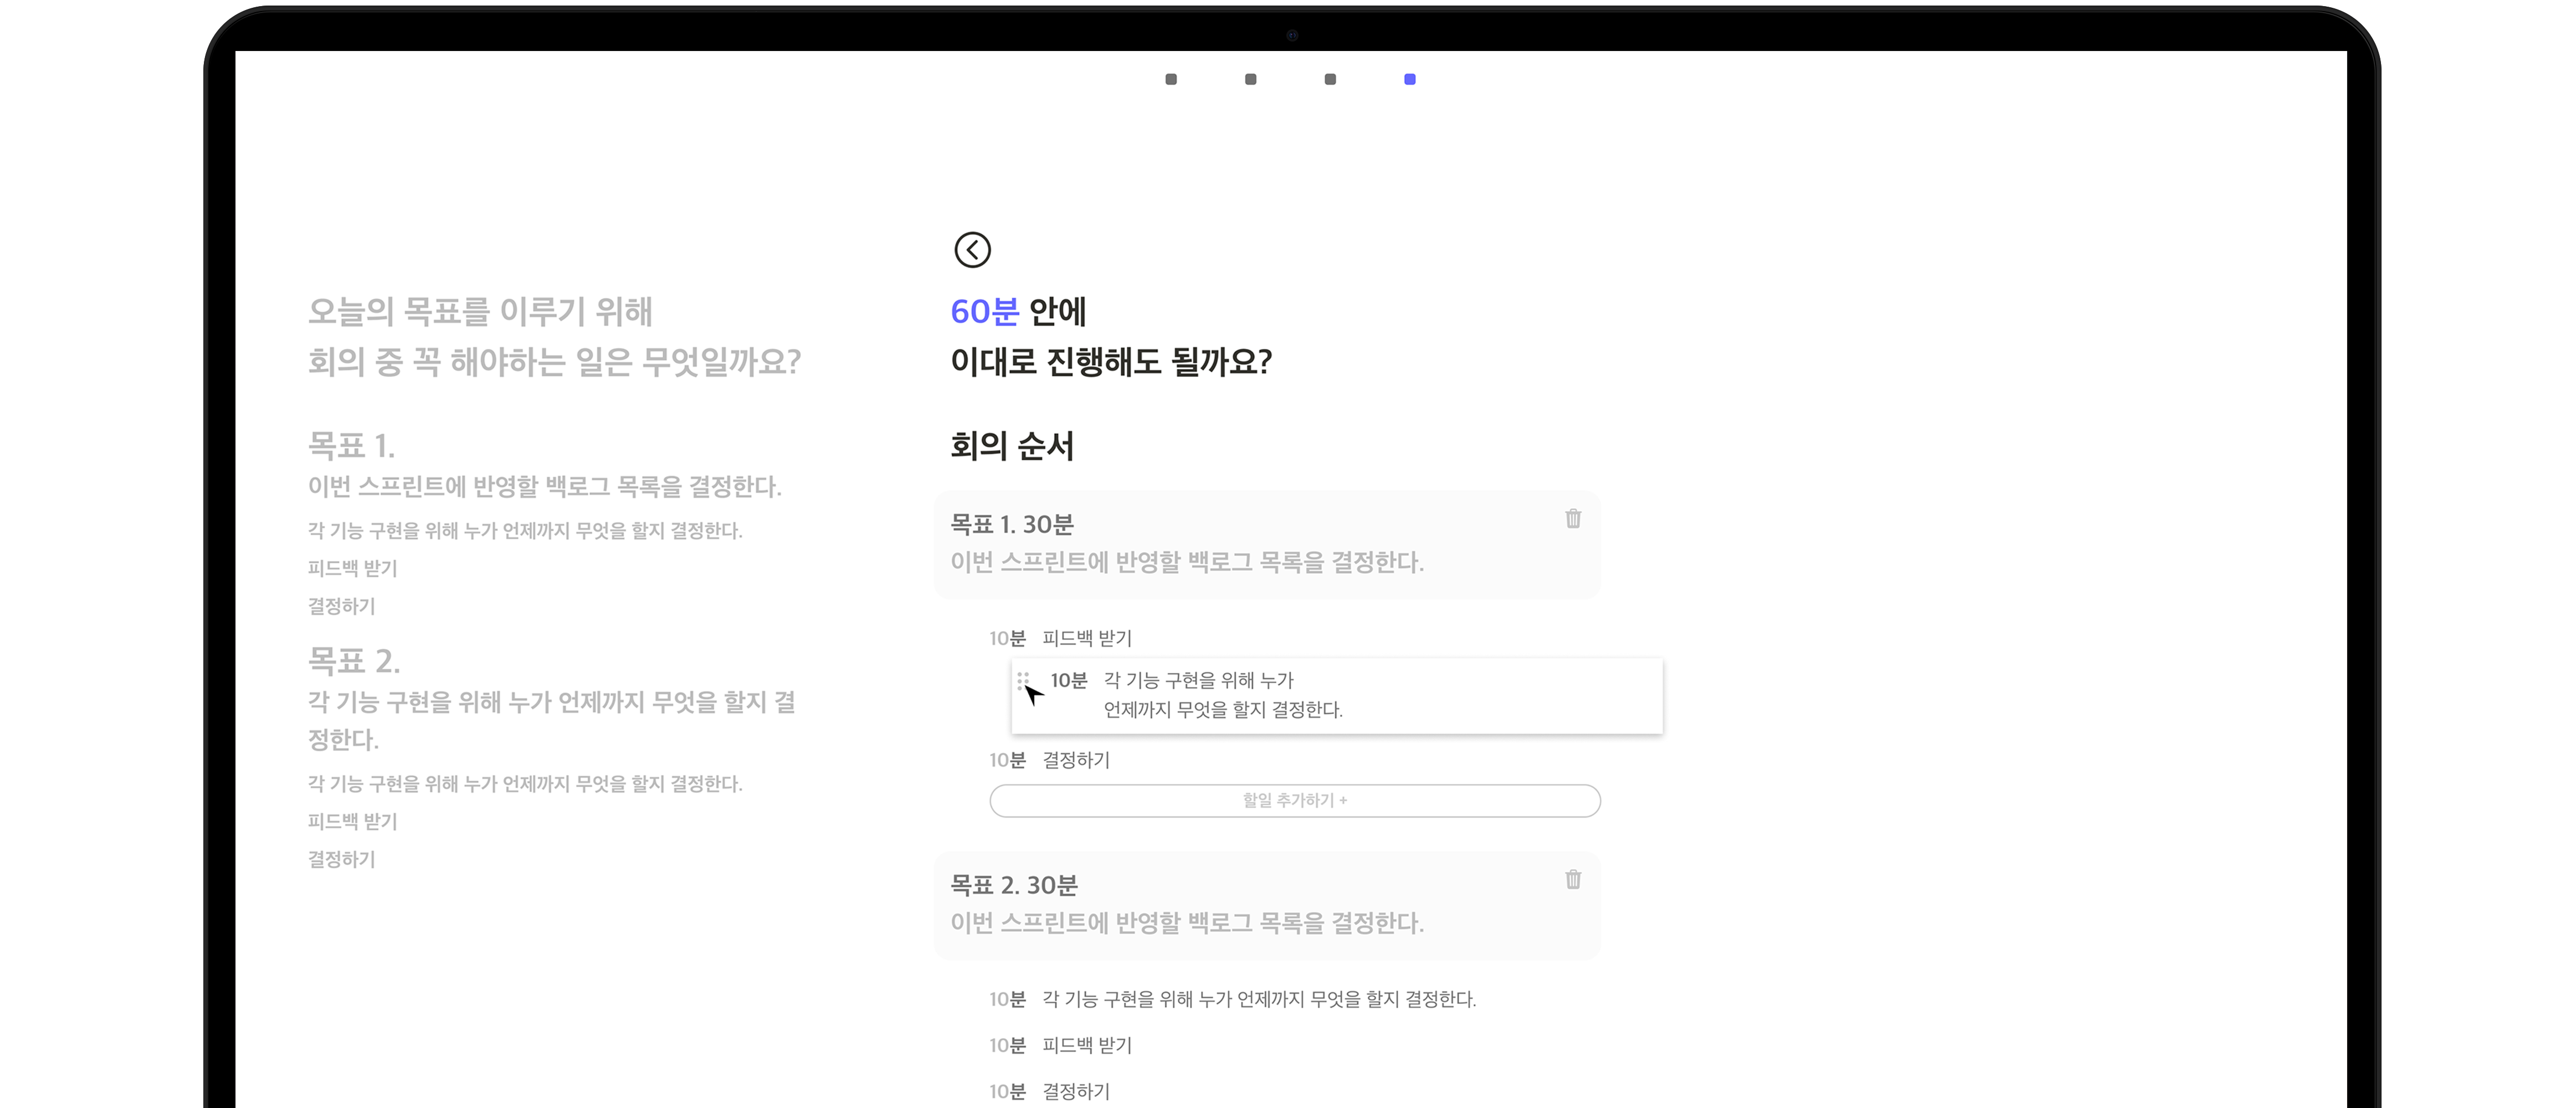 오늘의 목표를 이루기 위해
회의 중 꼭 해야하는 일은 무엇일까요?
목표 1.
이번 스프린트에 반영할 백로그 목록을 결정한다.
각 기능 구현을 위해 누가 언제까지 무엇을 할지 결정한다.
피드백 받기
결정하기
목표 2.
각 기능 구현을 위해 누가 언제까지 무엇을 할지 결
정한다.
각 기능 구현을 위해 누가 언제까지 무엇을 할지 결정한다.
피드백 받기
결정하기
60분 안에
이대로 진행해도 될까요?
회의 순서
목표 1. 30분
이번 스프린트에 반영할 백로그 목록을 결정한다.
10분 피드백 받기
10분 각 기능 구현을 위해 누가
언제까지 무엇을 할지 결정한다.
10분 결정하기
할일 추가하기 +
목표 2. 30분
이번 스프린트에 반영할 백로그 목록을 결정한다.
10분 각 기능 구현을 위해 누가 언제까지 무엇을 할지 결정한다.
10분 피드백 받기
10분 결정하기